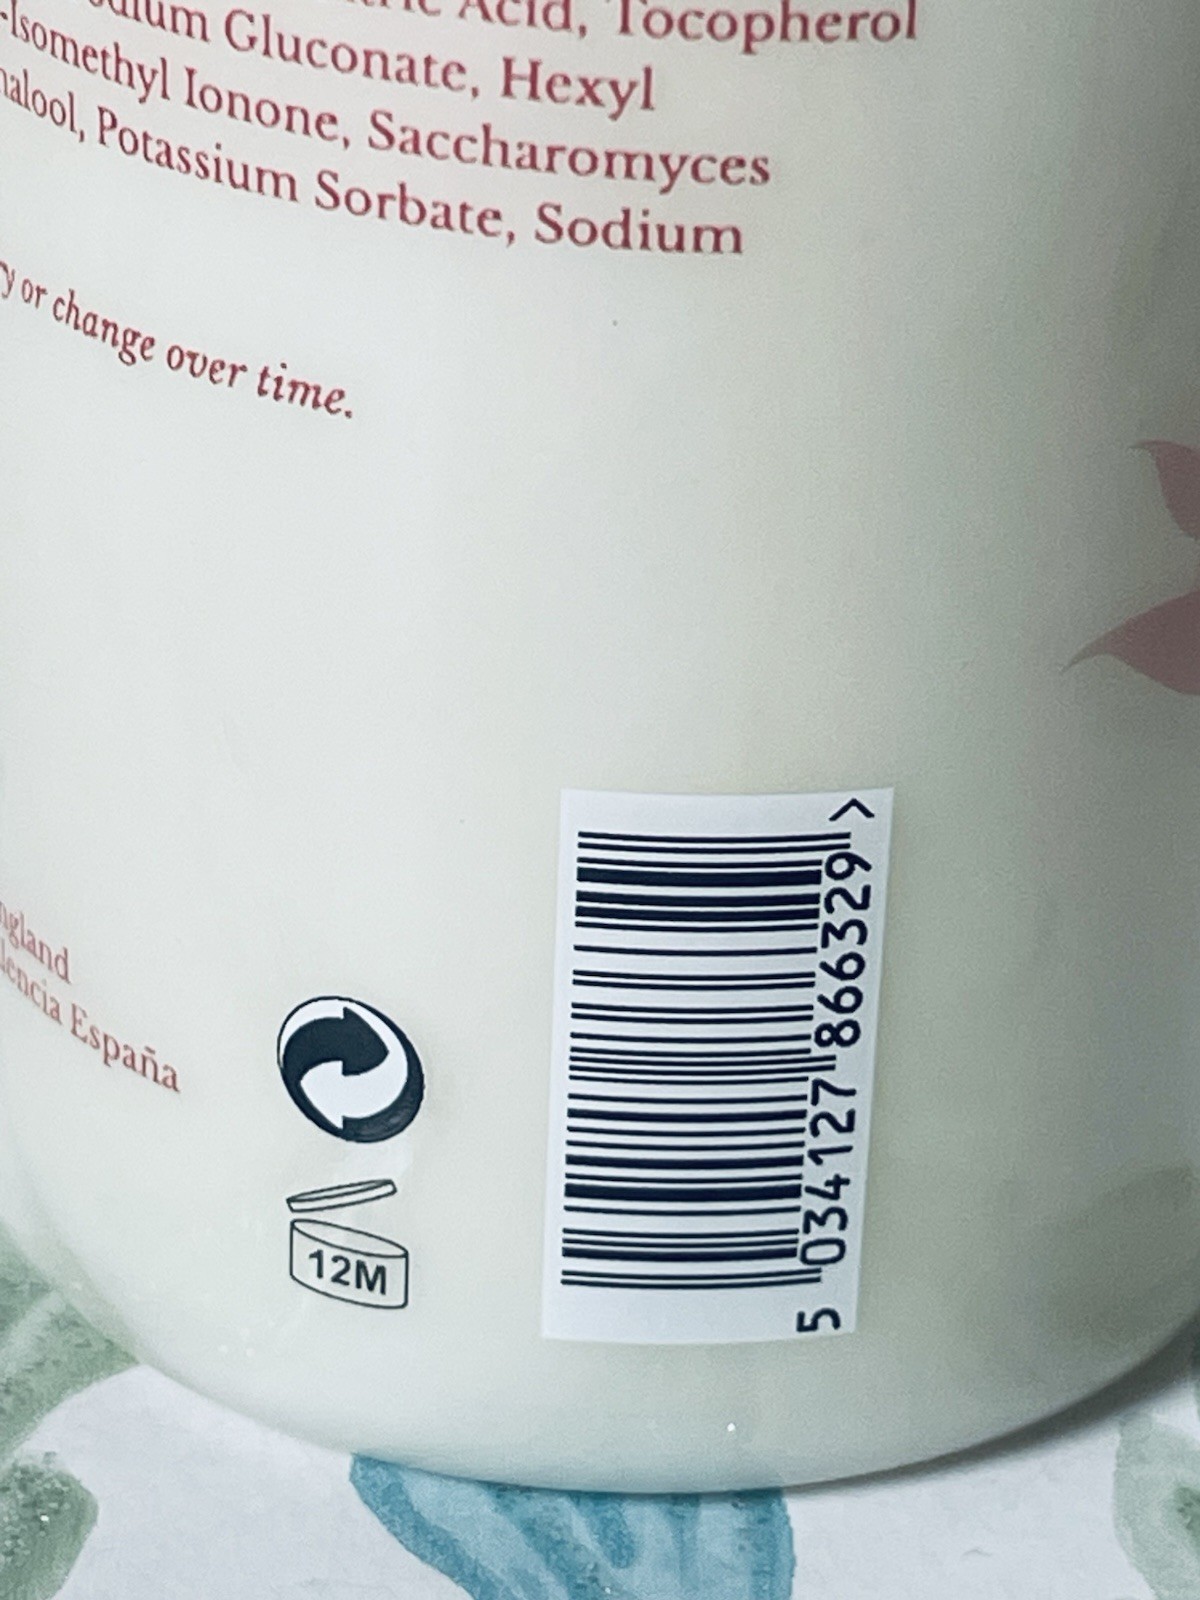 Acid, Tocopherol
Gluconate, Hexyl
-Isomethyl Ionone, Saccharomyces
Potassium Sorbate, Sodium
or change over time.
España
12M
5 034127 866329 >